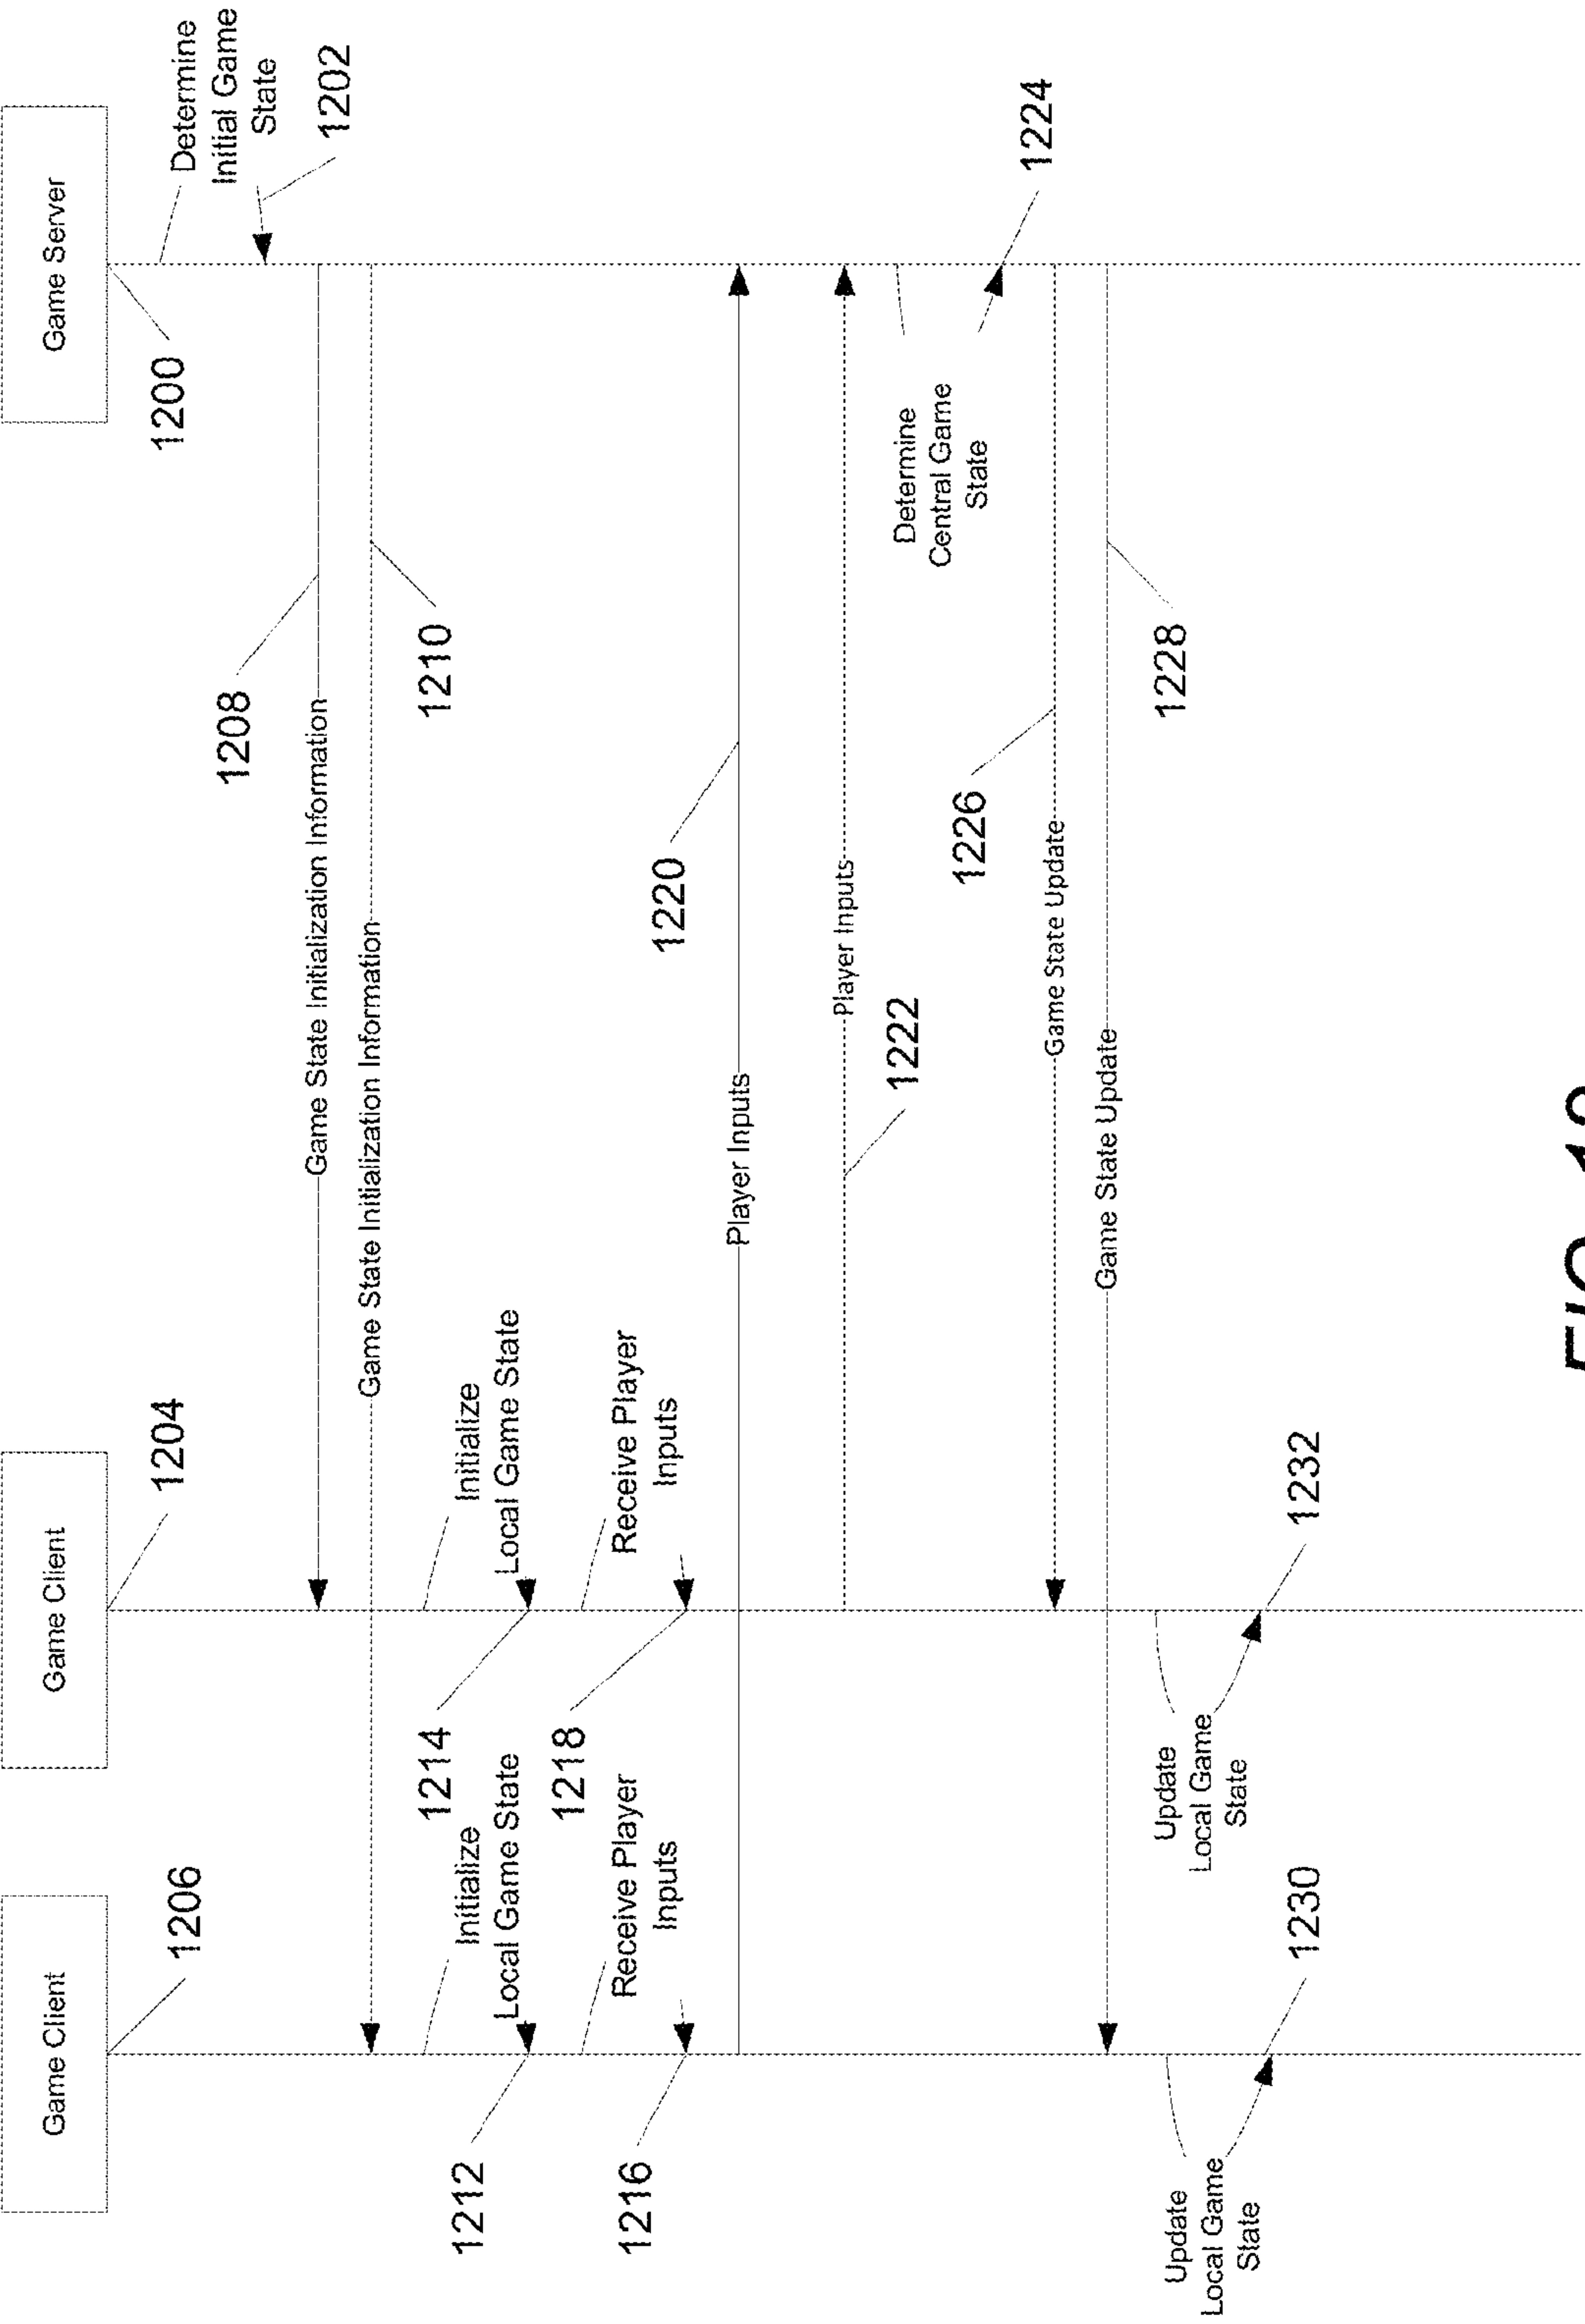 Game Client
Game Client
Game Server
1206
1204
1200
Determine
Initial Game
State
1202
1208
Game State Initialization Information
Game State Initialization Information
1210
1212
Initialize
Local Game State
1214
Initialize
Local Game State
1216
Receive Player
Inputs
1218
Receive Player
Inputs
1220
Player Inputs
Player Inputs
1222
Determine
Central Game
State
1224
1226
Game State Update
Game State Update
1228
Update
Local Game
State
1230
Update
Local Game
State
1232